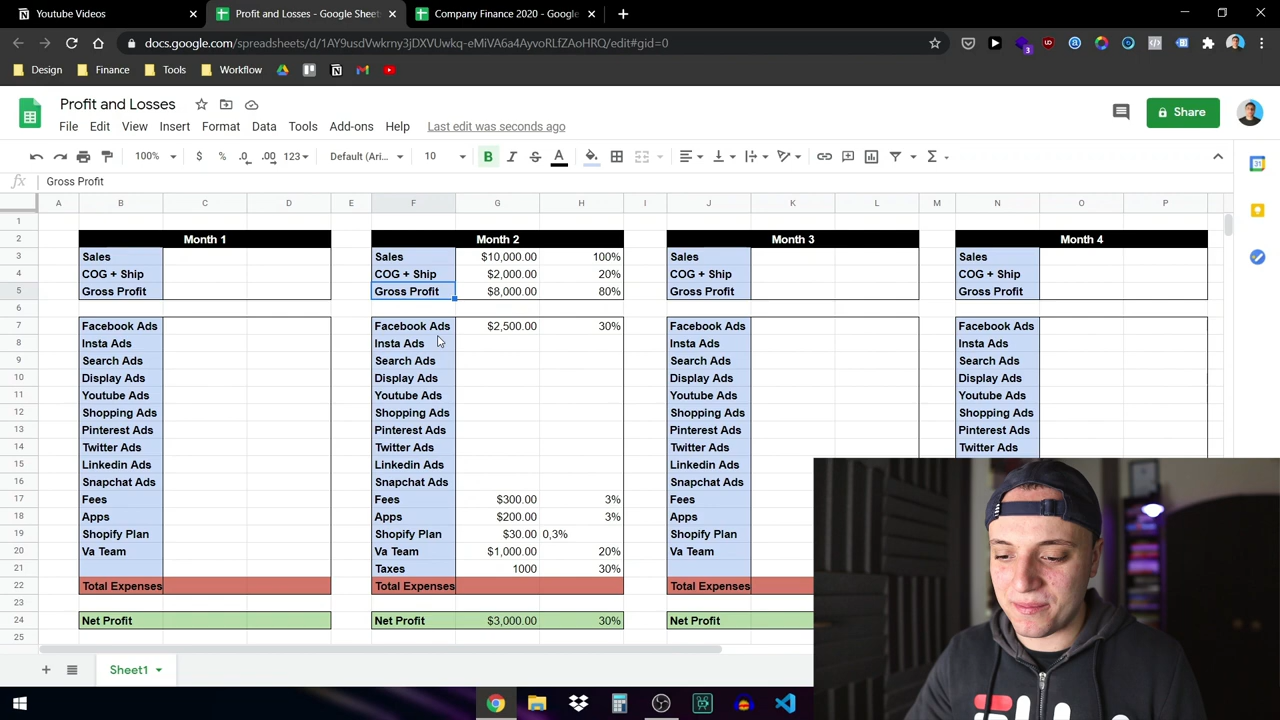 Youtube Videos
Profit and Losses - Google Sheet
Company Finance 2020 - Google
docs.google.com/spreadsheets/d/1AY9usdVwkrny3jDXVUwkq-eMiVA6a4AyvoRLfZAoHRQ/edit#gid=0
3
Design Finance Tools Workflow
Profit and Losses
Share
File Edit View Insert Format Data Tools Add-ons Help Last edit was seconds ago
100% $ % .0 .00 123 Default (Ari... 10 B I S A
fx Gross Profit
A B C D E F G H I J K L M N O P
1
2 Month 1 Month 2 Month 3 Month 4
3 Sales Sales $10,000.00 100% Sales Sales
4 COG + Ship COG + Ship $2,000.00 20% COG + Ship COG + Ship
5 Gross Profit Gross Profit $8,000.00 80% Gross Profit Gross Profit
6
7 Facebook Ads Facebook Ads $2,500.00 30% Facebook Ads Facebook Ads
8 Insta Ads Insta Ads Insta Ads Insta Ads
9 Search Ads Search Ads Search Ads Search Ads
10 Display Ads Display Ads Display Ads Display Ads
11 Youtube Ads Youtube Ads Youtube Ads Youtube Ads
12 Shopping Ads Shopping Ads Shopping Ads Shopping Ads
13 Pinterest Ads Pinterest Ads Pinterest Ads Pinterest Ads
14 Twitter Ads Twitter Ads Twitter Ads Twitter Ads
15 Linkedin Ads Linkedin Ads Linkedin Ads
16 Snapchat Ads Snapchat Ads Snapchat Ads
17 Fees Fees $300.00 3% Fees
18 Apps Apps $200.00 3% Apps
19 Shopify Plan Shopify Plan $30.00 0,3% Shopify Plan
20 Va Team Va Team $1,000.00 20% Va Team
21 Taxes 1000 30%
22 Total Expenses Total Expenses Total Expenses
23
24 Net Profit Net Profit $3,000.00 30% Net Profit
25
Sheet1